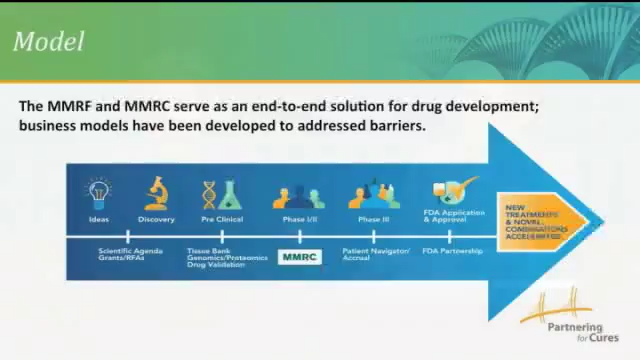 Model
The MMRF and MMRC serve as an end-to-end solution for drug development;
business models have been developed to addressed barriers.
Ideas
Discovery
Pre Clinical
Phase I/II
Phase III
FDA Application
& Approval
NEW
TREATMENTS
& NOVEL
COMBINATIONS
ACCELERATED
Scientific Agenda
Grants/RFAs
Tissue Bank
Genomics/Proteomics
Drug Validation
MMRC
Patient Navigator/
Accrual
FDA Partnership
Partnering
for Cures